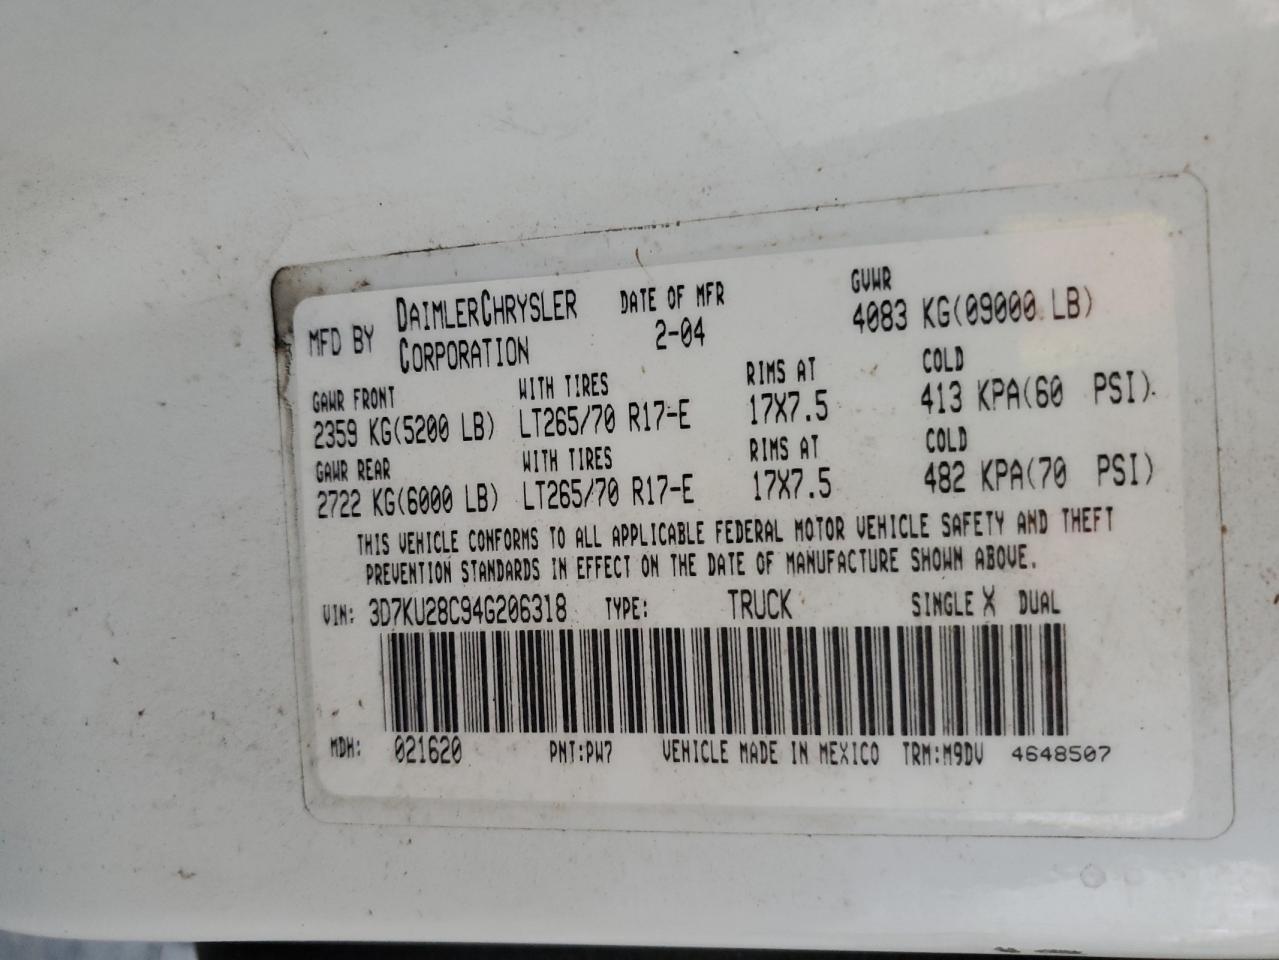 MFD BY DAIMLERCHRYSLER CORPORATION DATE OF MFR 2-04 GVWR 4083 KG(09000 LB)
GAWR FRONT WITH TIRES RIMS AT COLD
2359 KG(5200 LB) LT265/70 R17-E 17X7.5 413 KPA(60 PSI)
GAWR REAR WITH TIRES RIMS AT COLD
2722 KG(6000 LB) LT265/70 R17-E 17X7.5 482 KPA(70 PSI)
THIS VEHICLE CONFORMS TO ALL APPLICABLE FEDERAL MOTOR VEHICLE SAFETY AND THEFT
PREVENTION STANDARDS IN EFFECT ON THE DATE OF MANUFACTURE SHOWN ABOVE.
VIN: 3D7KU28C94G206318 TYPE: TRUCK SINGLE X DUAL
MDH: 021620 PNT:PW7 VEHICLE MADE IN MEXICO TRM:M9DV 4648507